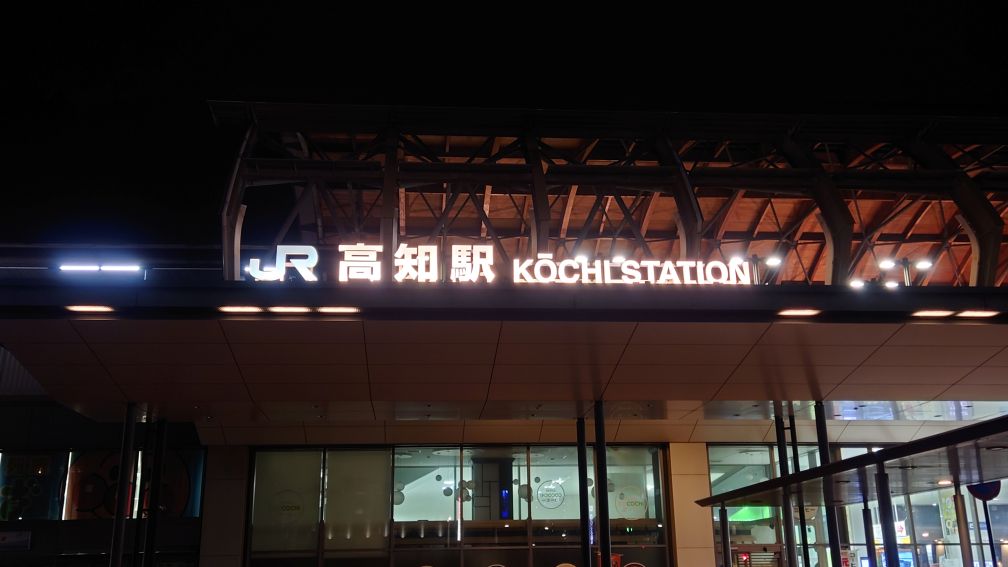 JR 高知駅 KŌCHI STATION